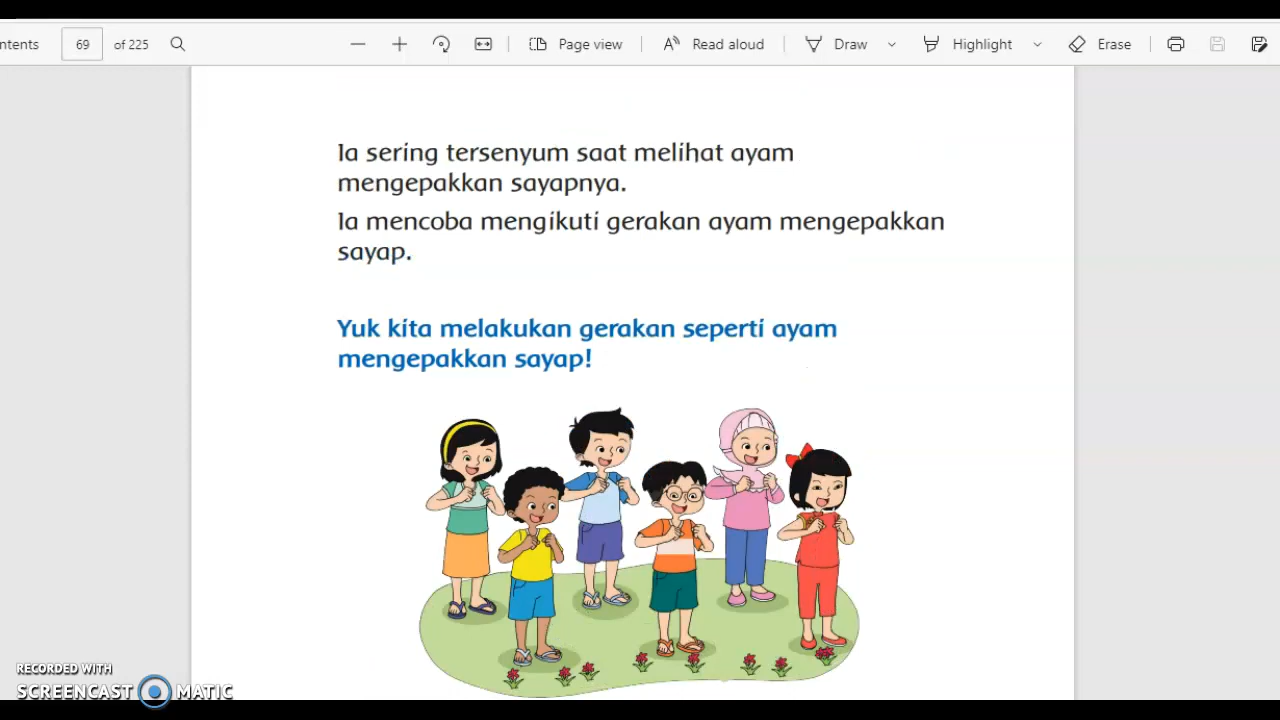 ntents 69 of 225 Page view Read aloud Draw Highlight Erase
Ia sering tersenyum saat melihat ayam
mengepakkan sayapnya.
Ia mencoba mengikuti gerakan ayam mengepakkan
sayap.
Yuk kita melakukan gerakan seperti ayam
mengepakkan sayap!
RECORDED WITH
SCREENCAST MATIC